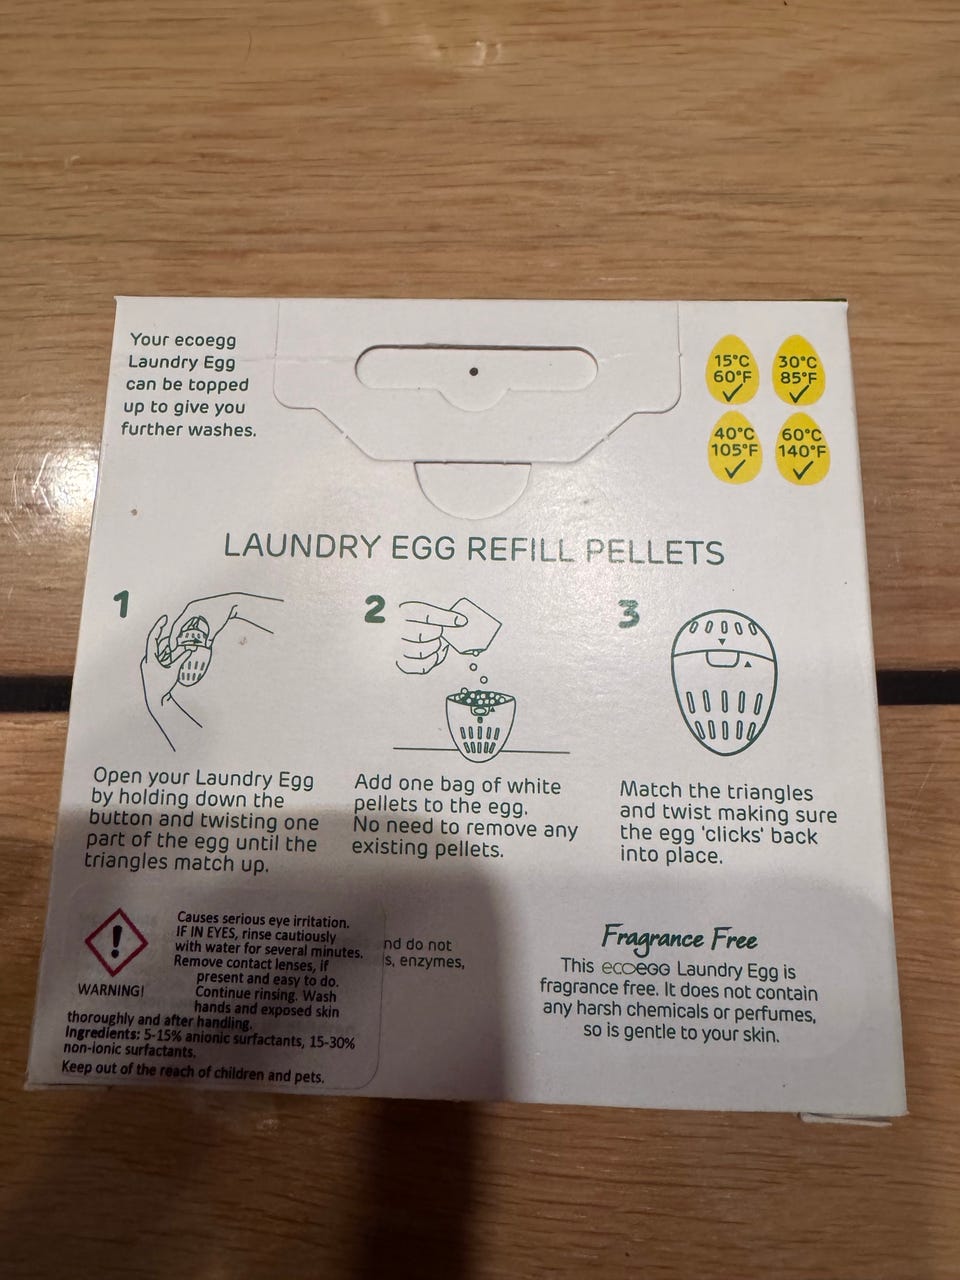 Your ecoegg
Laundry Egg
can be topped
up to give you
further washes.
15°C
60°F
30°C
85°F
40°C
105°F
60°C
140°F
LAUNDRY EGG REFILL PELLETS
1
2
3
Open your Laundry Egg
by holding down the
button and twisting one
part of the egg until the
triangles match up.
Add one bag of white
pellets to the egg.
No need to remove any
existing pellets.
Match the triangles
and twist making sure
the egg 'clicks' back
into place.
WARNING!
Causes serious eye irritation.
IF IN EYES, rinse cautiously
with water for several minutes.
Remove contact lenses, if
present and easy to do.
Continue rinsing. Wash
hands and exposed skin
thoroughly and after handling.
Ingredients: 5-15% anionic surfactants, 15-30%
non-ionic surfactants.
Keep out of the reach of children and pets.
nd do not
s, enzymes,
Fragrance Free
This ecoegg Laundry Egg is
fragrance free. It does not contain
any harsh chemicals or perfumes,
so is gentle to your skin.